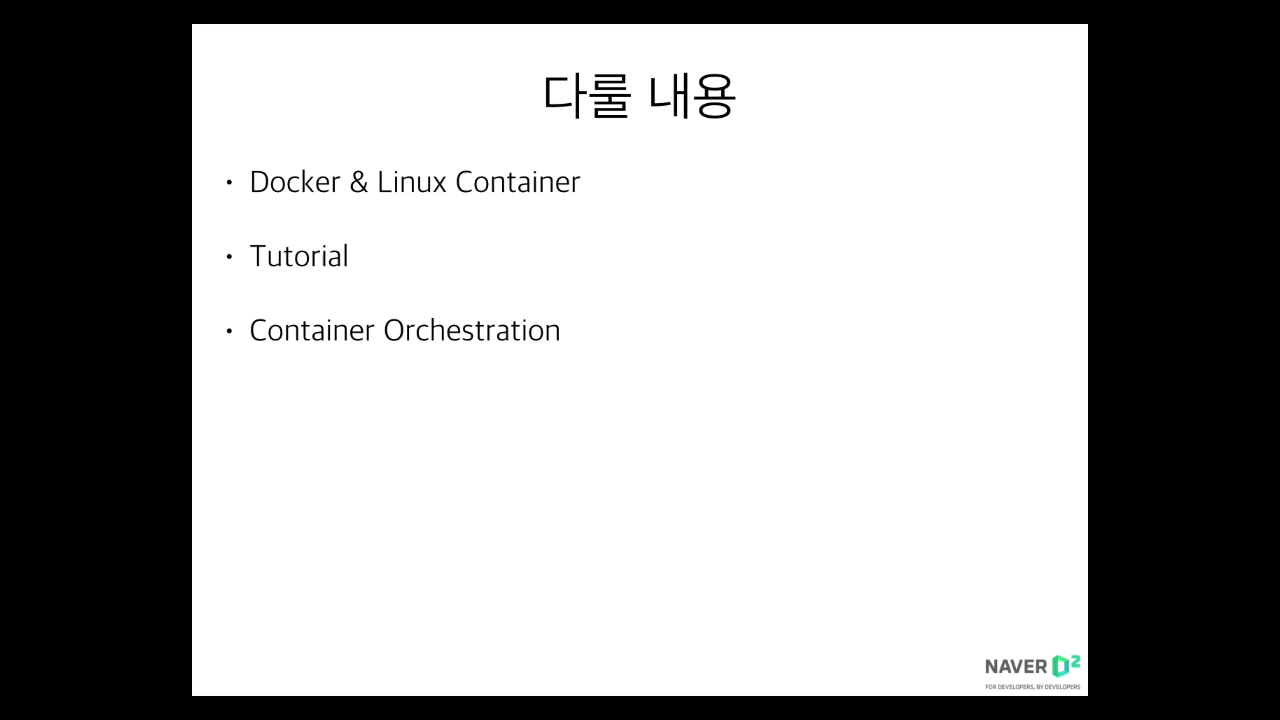 다룰 내용
• Docker & Linux Container
• Tutorial
• Container Orchestration
NAVER D2
FOR DEVELOPERS, BY DEVELOPERS